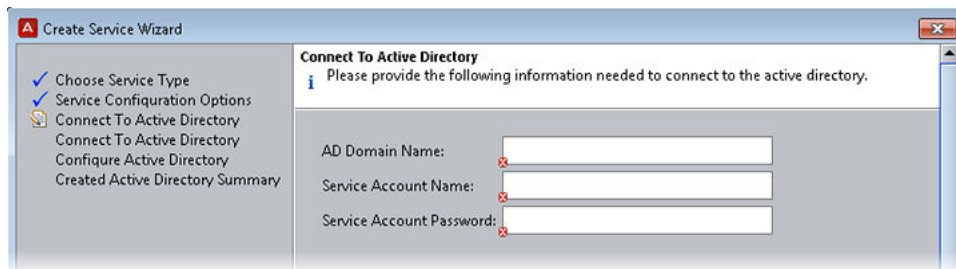 Create Service Wizard
Choose Service Type
Service Configuration Options
Connect To Active Directory
Connect To Active Directory
Configure Active Directory
Created Active Directory Summary
Connect To Active Directory
Please provide the following information needed to connect to the active directory.
AD Domain Name:
Service Account Name:
Service Account Password: